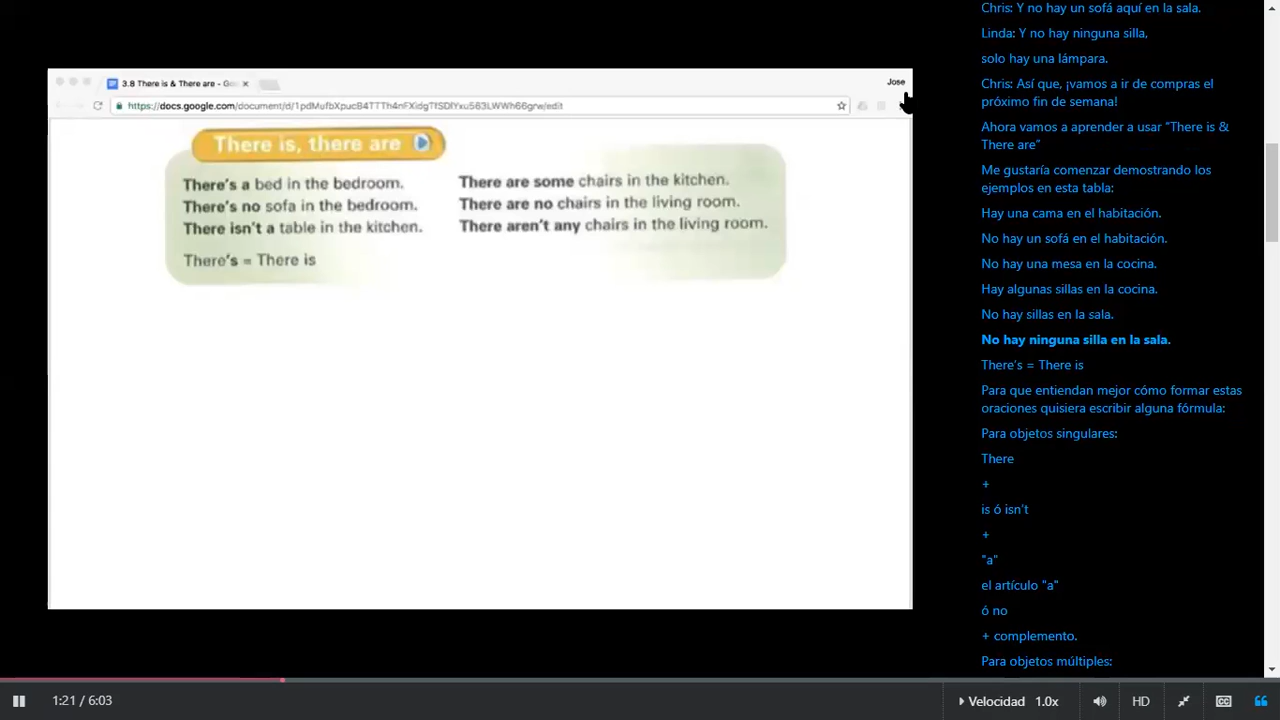 3.8 There is & There are - Go
Jose
There is, there are
There's a bed in the bedroom.
There's no sofa in the bedroom.
There isn't a table in the kitchen.
There's = There is
There are some chairs in the kitchen.
There are no chairs in the living room.
There aren't any chairs in the living room.
Chris: Y no hay un sofá aquí en la sala.
Linda: Y no hay ninguna silla,
solo hay una lámpara.
Chris: Así que, ¡vamos a ir de compras el
próximo fin de semana!
Ahora vamos a aprender a usar "There is &
There are"
Me gustaría comenzar demostrando los
ejemplos en esta tabla:
Hay una cama en el habitación.
No hay un sofá en el habitación.
No hay una mesa en la cocina.
Hay algunas sillas en la cocina.
No hay sillas en la sala.
No hay ninguna silla en la sala.
There's = There is
Para que entiendan mejor cómo formar estas
oraciones quisiera escribir alguna fórmula:
Para objetos singulares:
There
+
is ó isn't
+
"a"
el artículo "a"
ó no
+ complemento.
Para objetos múltiples:
1:21 / 6:03
Velocidad 1.0x
HD
CC